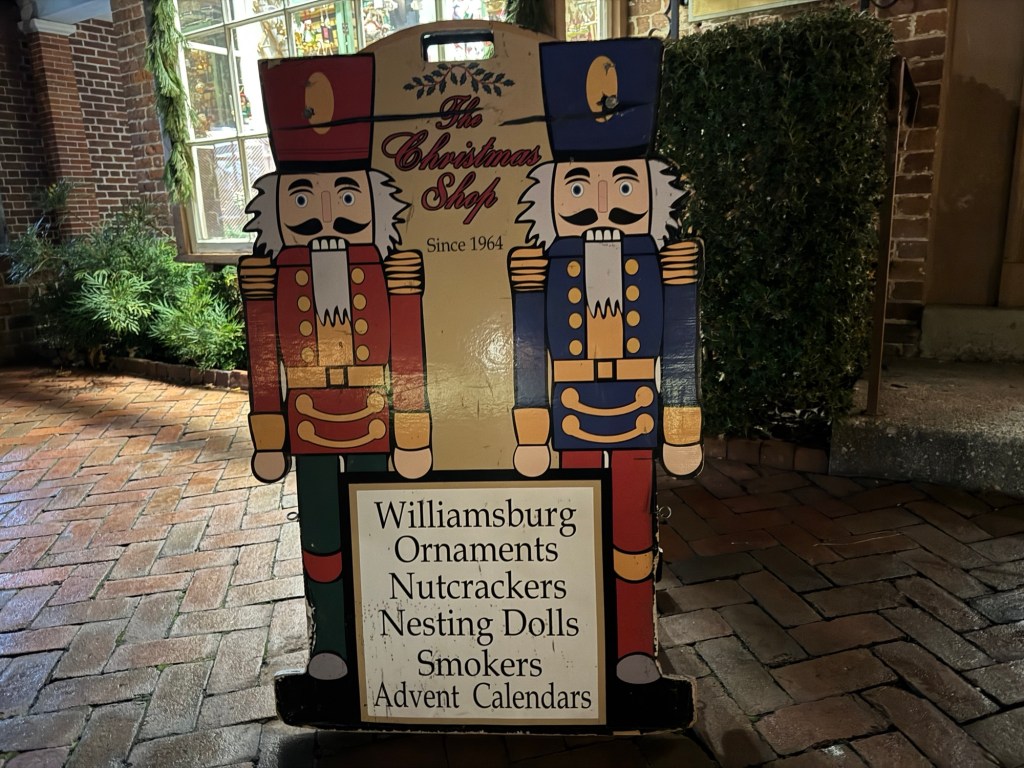 The
Christmas
Shop
Since 1964
Williamsburg
Ornaments
Nutcrackers
Nesting Dolls
Smokers
Advent Calendars